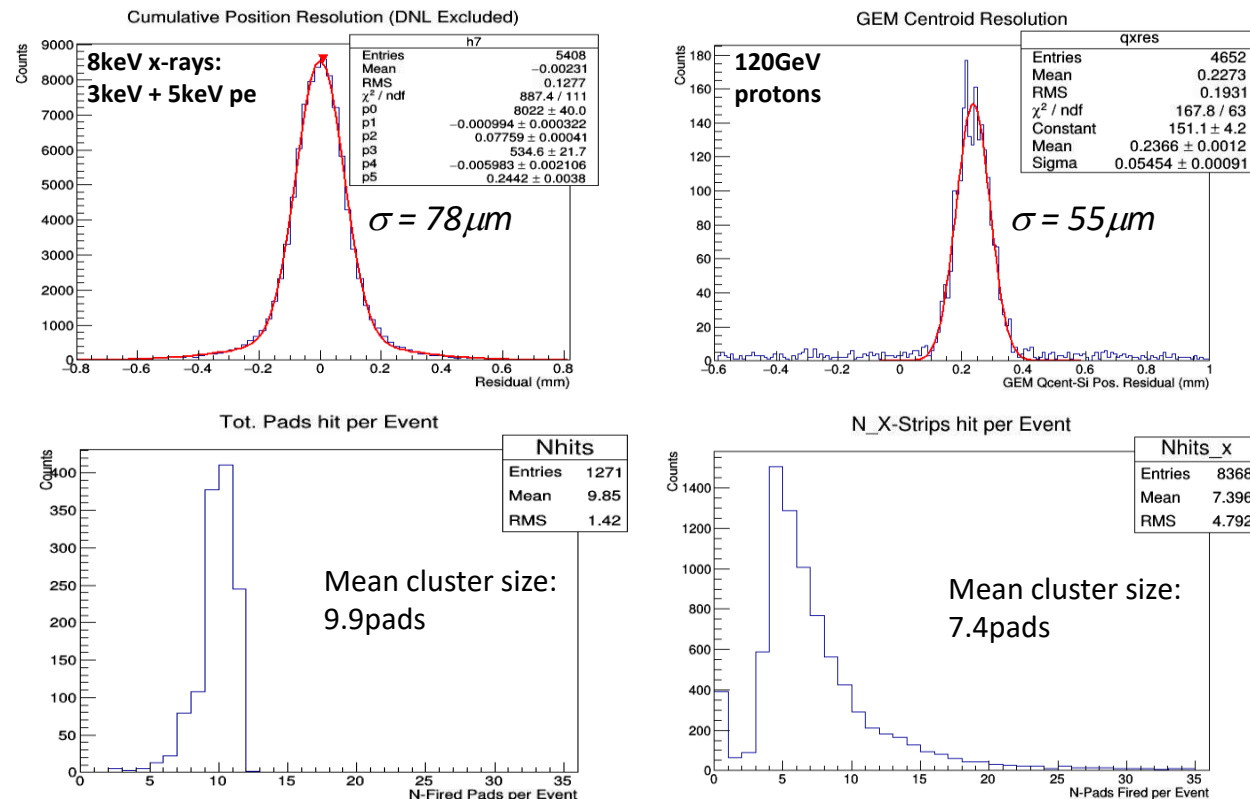 Cumulative Position Resolution (DNL Excluded)
Counts
9000
8000
7000
6000
5000
4000
3000
2000
1000
0
8keV x-rays:
3keV + 5keV pe
h7
Entries 5408
Mean -0.00231
RMS 0.1277
χ² / ndf 887.4 / 111
p0 8022 ± 40.0
p1 -0.000994 ± 0.000322
p2 0.07759 ± 0.00041
p3 534.6 ± 21.7
p4 -0.005983 ± 0.002106
p5 0.2442 ± 0.0038
σ = 78μm
−0.8 −0.6 −0.4 −0.2 0 0.2 0.4 0.6 0.8
Residual (mm)
GEM Centroid Resolution
Counts
180
160
140
120
100
80
60
40
20
0
120GeV
protons
qxres
Entries 4652
Mean 0.2273
RMS 0.1931
χ² / ndf 167.8 / 63
Constant 151.1 ± 4.2
Mean 0.2366 ± 0.0012
Sigma 0.05454 ± 0.00091
σ = 55μm
−0.6 −0.4 −0.2 0 0.2 0.4 0.6 0.8 1
GEM Qcent-Si Pos. Residual (mm)
Tot. Pads hit per Event
Counts
400
350
300
250
200
150
100
50
0
Nhits
Entries 1271
Mean 9.85
RMS 1.42
Mean cluster size:
9.9pads
0 5 10 15 20 25 30 35
N-Fired Pads per Event
N_X-Strips hit per Event
Counts
1400
1200
1000
800
600
400
200
0
Nhits_x
Entries 8368
Mean 7.396
RMS 4.792
Mean cluster size:
7.4pads
0 5 10 15 20 25 30 35
N-Pads Fired per Event